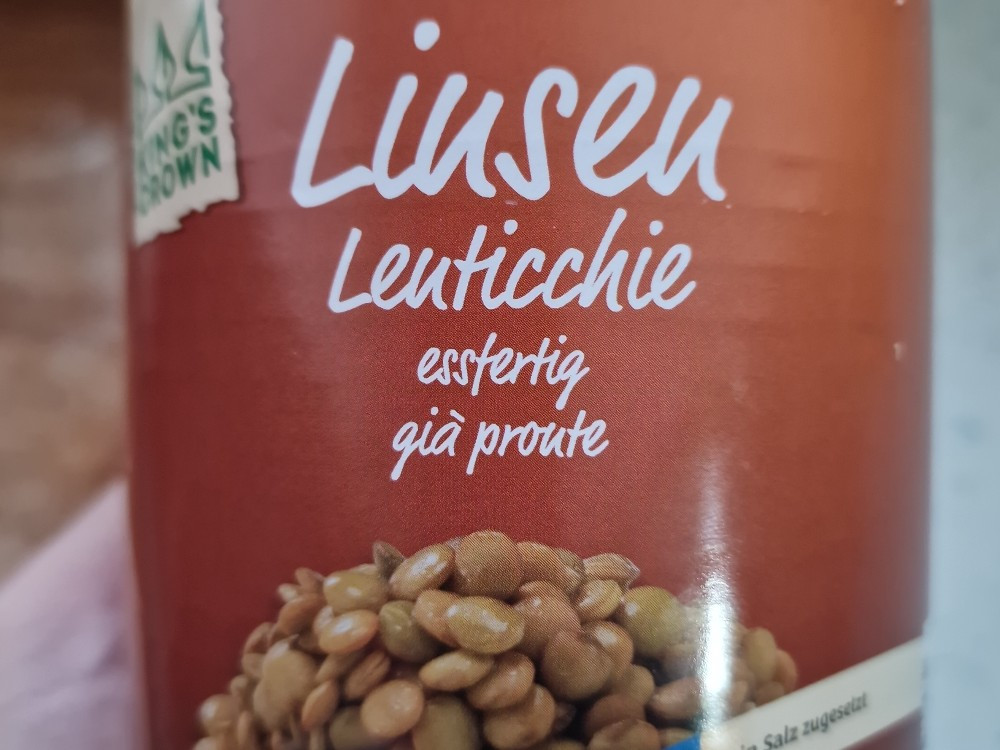 KING'S
CROWN
Linsen
Lenticchie
essfertig
già pronte
Salz zugesetzt